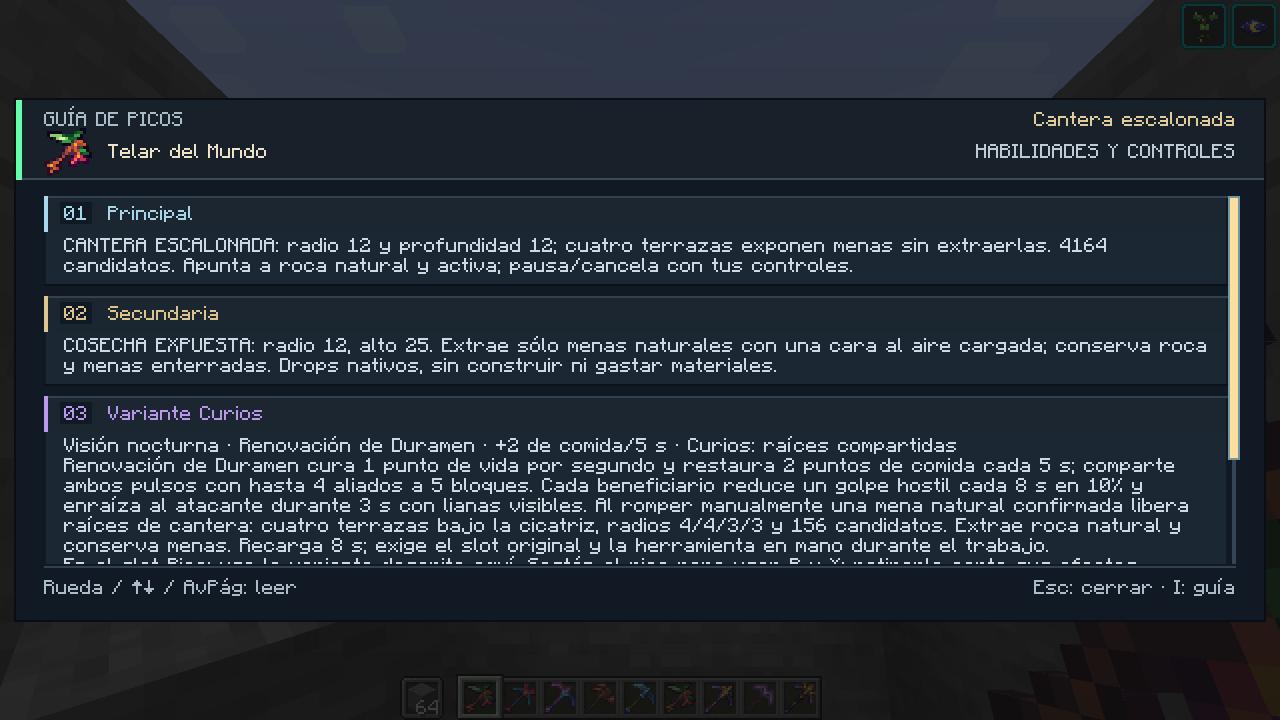 GUÍA DE PICOS
Cantera escalonada
Telar del Mundo
HABILIDADES Y CONTROLES
01 Principal
CANTERA ESCALONADA: radio 12 y profundidad 12; cuatro terrazas exponen menas sin extraerlas. 4164
candidatos. Apunta a roca natural y activa; pausa/cancela con tus controles.
02 Secundaria
COSECHA EXPUESTA: radio 12, alto 25. Extrae sólo menas naturales con una cara al aire cargada; conserva roca
y menas enterradas. Drops nativos, sin construir ni gastar materiales.
03 Variante Curios
Visión nocturna · Renovación de Duramen · +2 de comida/5 s · Curios: raíces compartidas
Renovación de Duramen cura 1 punto de vida por segundo y restaura 2 puntos de comida cada 5 s; comparte
ambos pulsos con hasta 4 aliados a 5 bloques. Cada beneficiario reduce un golpe hostil cada 8 s en 10% y
enraíza al atacante durante 3 s con lianas visibles. Al romper manualmente una mena natural confirmada libera
raíces de cantera: cuatro terrazas bajo la cicatriz, radios 4/4/3/3 y 156 candidatos. Extrae roca natural y
conserva menas. Recarga 8 s; exige el slot original y la herramienta en mano durante el trabajo.
Rueda / ↑↓ / AvPág: leer
Esc: cerrar · I: guía
64